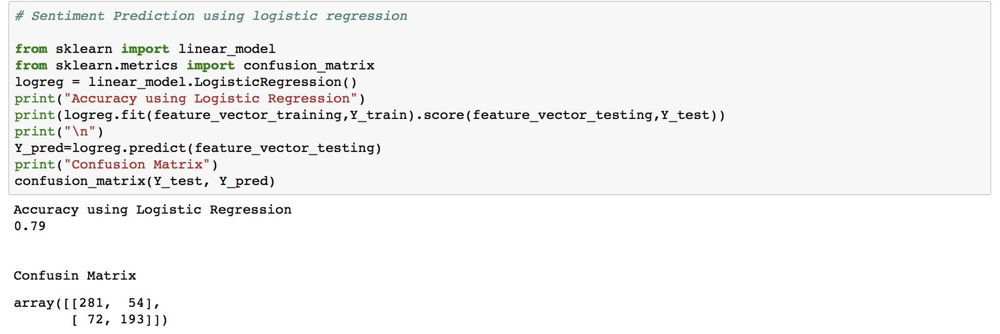 # Sentiment Prediction using logistic regression
from sklearn import linear_model
from sklearn.metrics import confusion_matrix
logreg = linear_model.LogisticRegression()
print("Accuracy using Logistic Regression")
print(logreg.fit(feature_vector_training,Y_train).score(feature_vector_testing,Y_test))
print("\n")
Y_pred=logreg.predict(feature_vector_testing)
print("Confusion Matrix")
confusion_matrix(Y_test, Y_pred)
Accuracy using Logistic Regression
0.79
Confusin Matrix
array([[281,  54],
       [ 72, 193]])